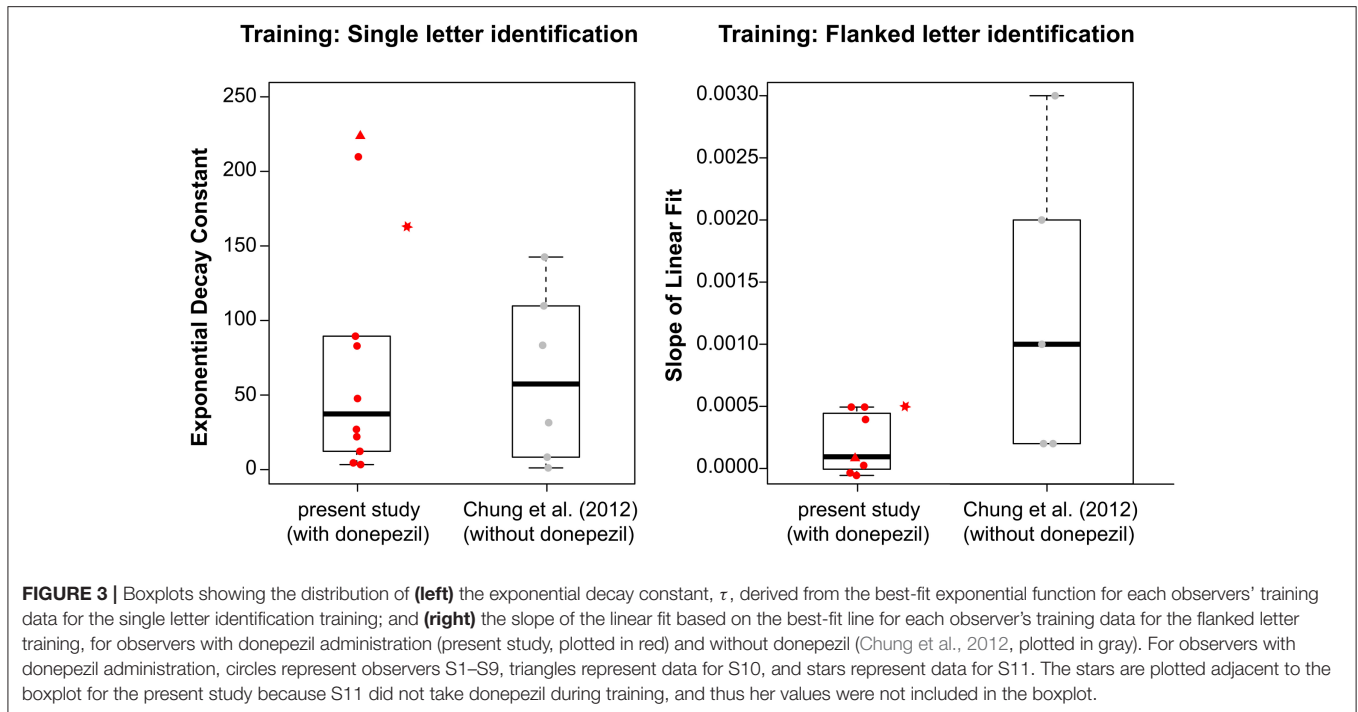 Training: Single letter identification
Exponential Decay Constant
250
200
150
100
50
0
present study
(with donepezil)
Chung et al. (2012)
(without donepezil)
Training: Flanked letter identification
Slope of Linear Fit
0.0030
0.0025
0.0020
0.0015
0.0010
0.0005
0.0000
present study
(with donepezil)
Chung et al. (2012)
(without donepezil)
FIGURE 3 | Boxplots showing the distribution of (left) the exponential decay constant, τ, derived from the best-fit exponential function for each observers' training
data for the single letter identification training; and (right) the slope of the linear fit based on the best-fit line for each observer's training data for the flanked letter
training, for observers with donepezil administration (present study, plotted in red) and without donepezil (Chung et al., 2012, plotted in gray). For observers with
donepezil administration, circles represent observers S1–S9, triangles represent data for S10, and stars represent data for S11. The stars are plotted adjacent to the
boxplot for the present study because S11 did not take donepezil during training, and thus her values were not included in the boxplot.